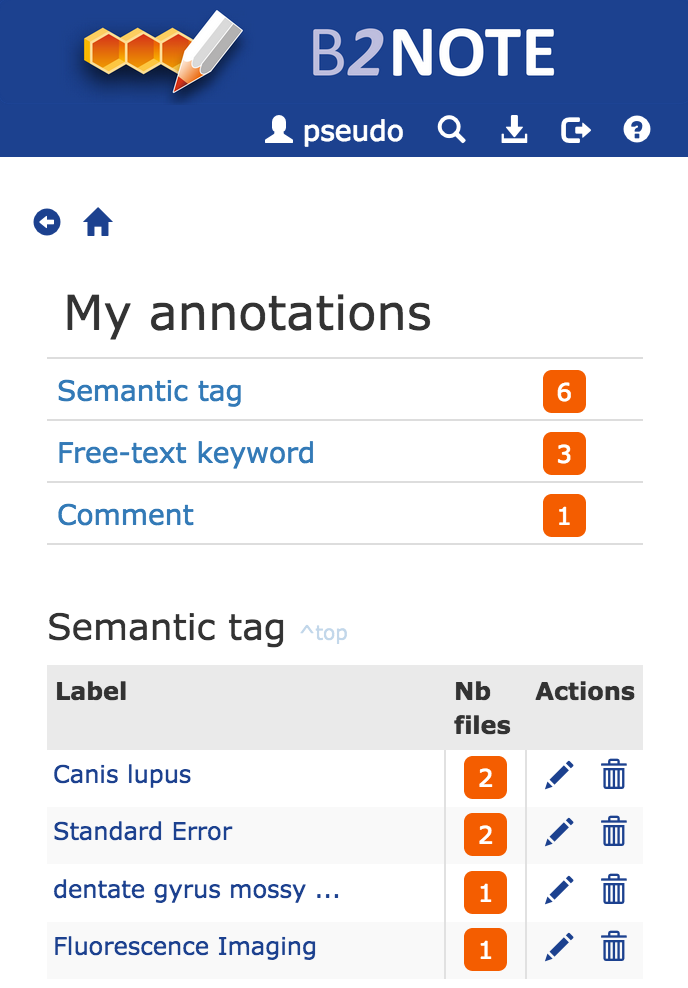 B2NOTE
pseudo
My annotations
Semantic tag 6
Free-text keyword 3
Comment 1
Semantic tag ^top
Label Nb files Actions
Canis lupus 2
Standard Error 2
dentate gyrus mossy ... 1
Fluorescence Imaging 1